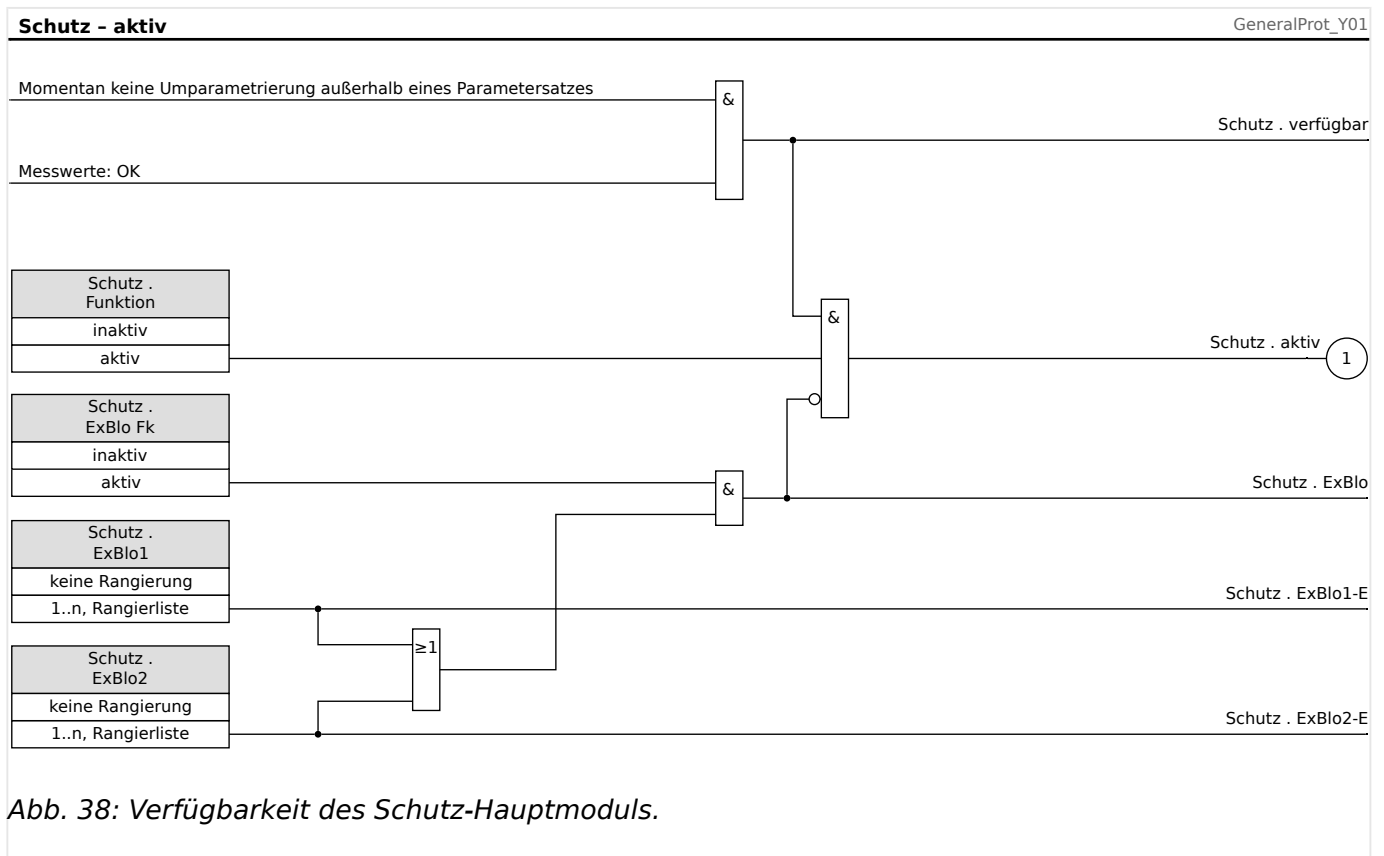 Schutz – aktiv
GeneralProt_Y01
Momentan keine Umparametrierung außerhalb eines Parametersatzes
&
Schutz . verfügbar
Messwerte: OK
Schutz .
Funktion
inaktiv
aktiv
&
Schutz . aktiv
1
Schutz .
ExBlo Fk
inaktiv
aktiv
&
Schutz . ExBlo
Schutz .
ExBlo1
keine Rangierung
1..n, Rangierliste
Schutz . ExBlo1-E
≥1
Schutz .
ExBlo2
keine Rangierung
1..n, Rangierliste
Schutz . ExBlo2-E
Abb. 38: Verfügbarkeit des Schutz-Hauptmoduls.